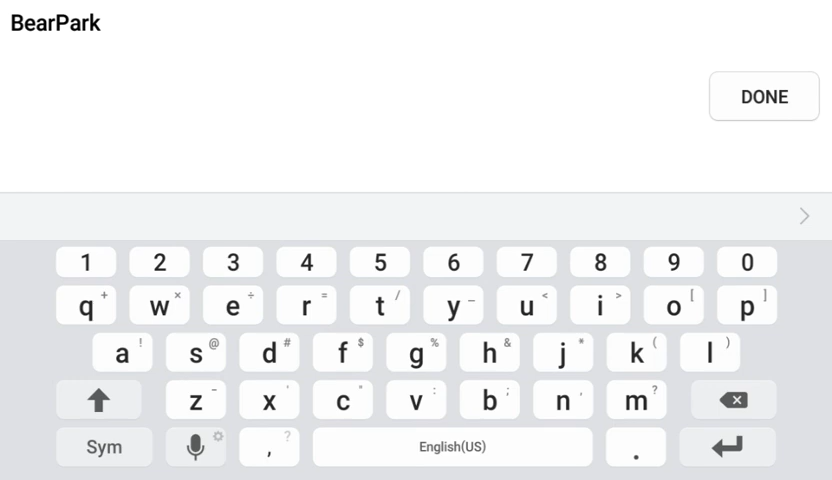 BearPark
DONE
1 2 3 4 5 6 7 8 9 0
q + w × e ÷ r = t / y _ u < i > o [ p ]
a ! s @ d # f $ g % h & j * k ( l )
z - x ' c " v : b ; n , m ?
Sym , ? English(US) .